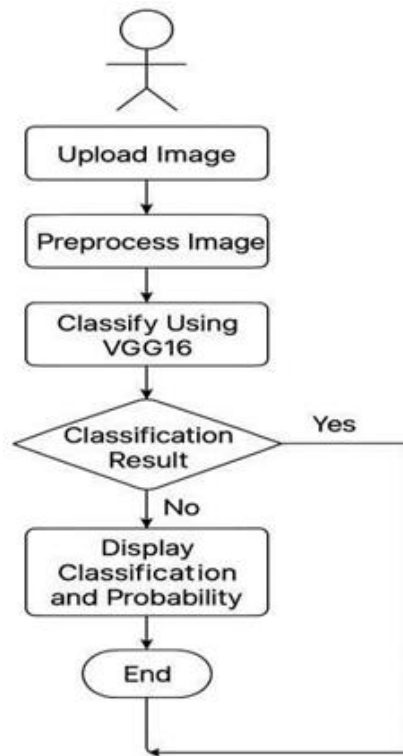 Upload Image
Preprocess Image
Classify Using
VGG16
Classification
Result
Yes
No
Display
Classification
and Probability
End